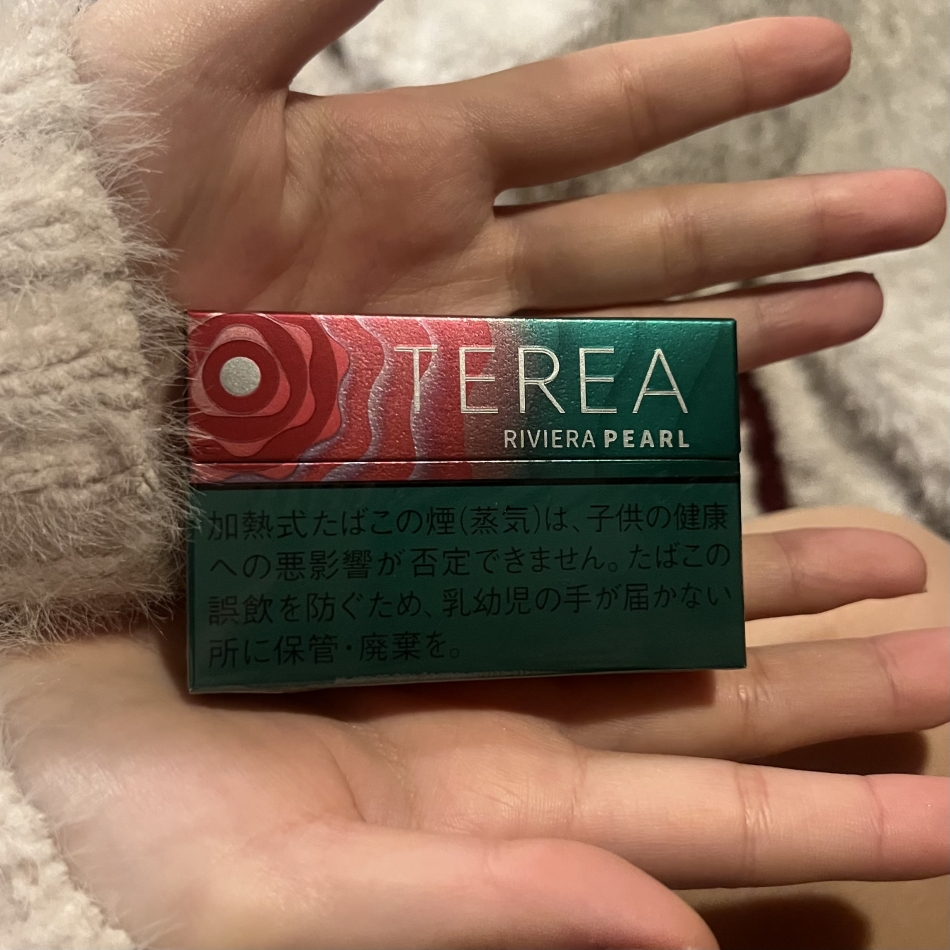 TEREA
RIVIERA PEARL
加熱式たばこの煙(蒸気)は、子供の健康
への悪影響が否定できません。たばこの
誤飲を防ぐため、乳幼児の手が届かない
所に保管・廃棄を。